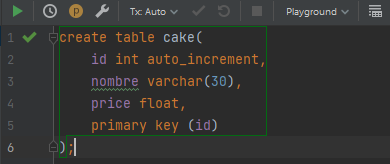 Tx: Auto
Playground
1 create table cake(
2 id int auto_increment,
3 nombre varchar(30),
4 price float,
5 primary key (id)
6 );